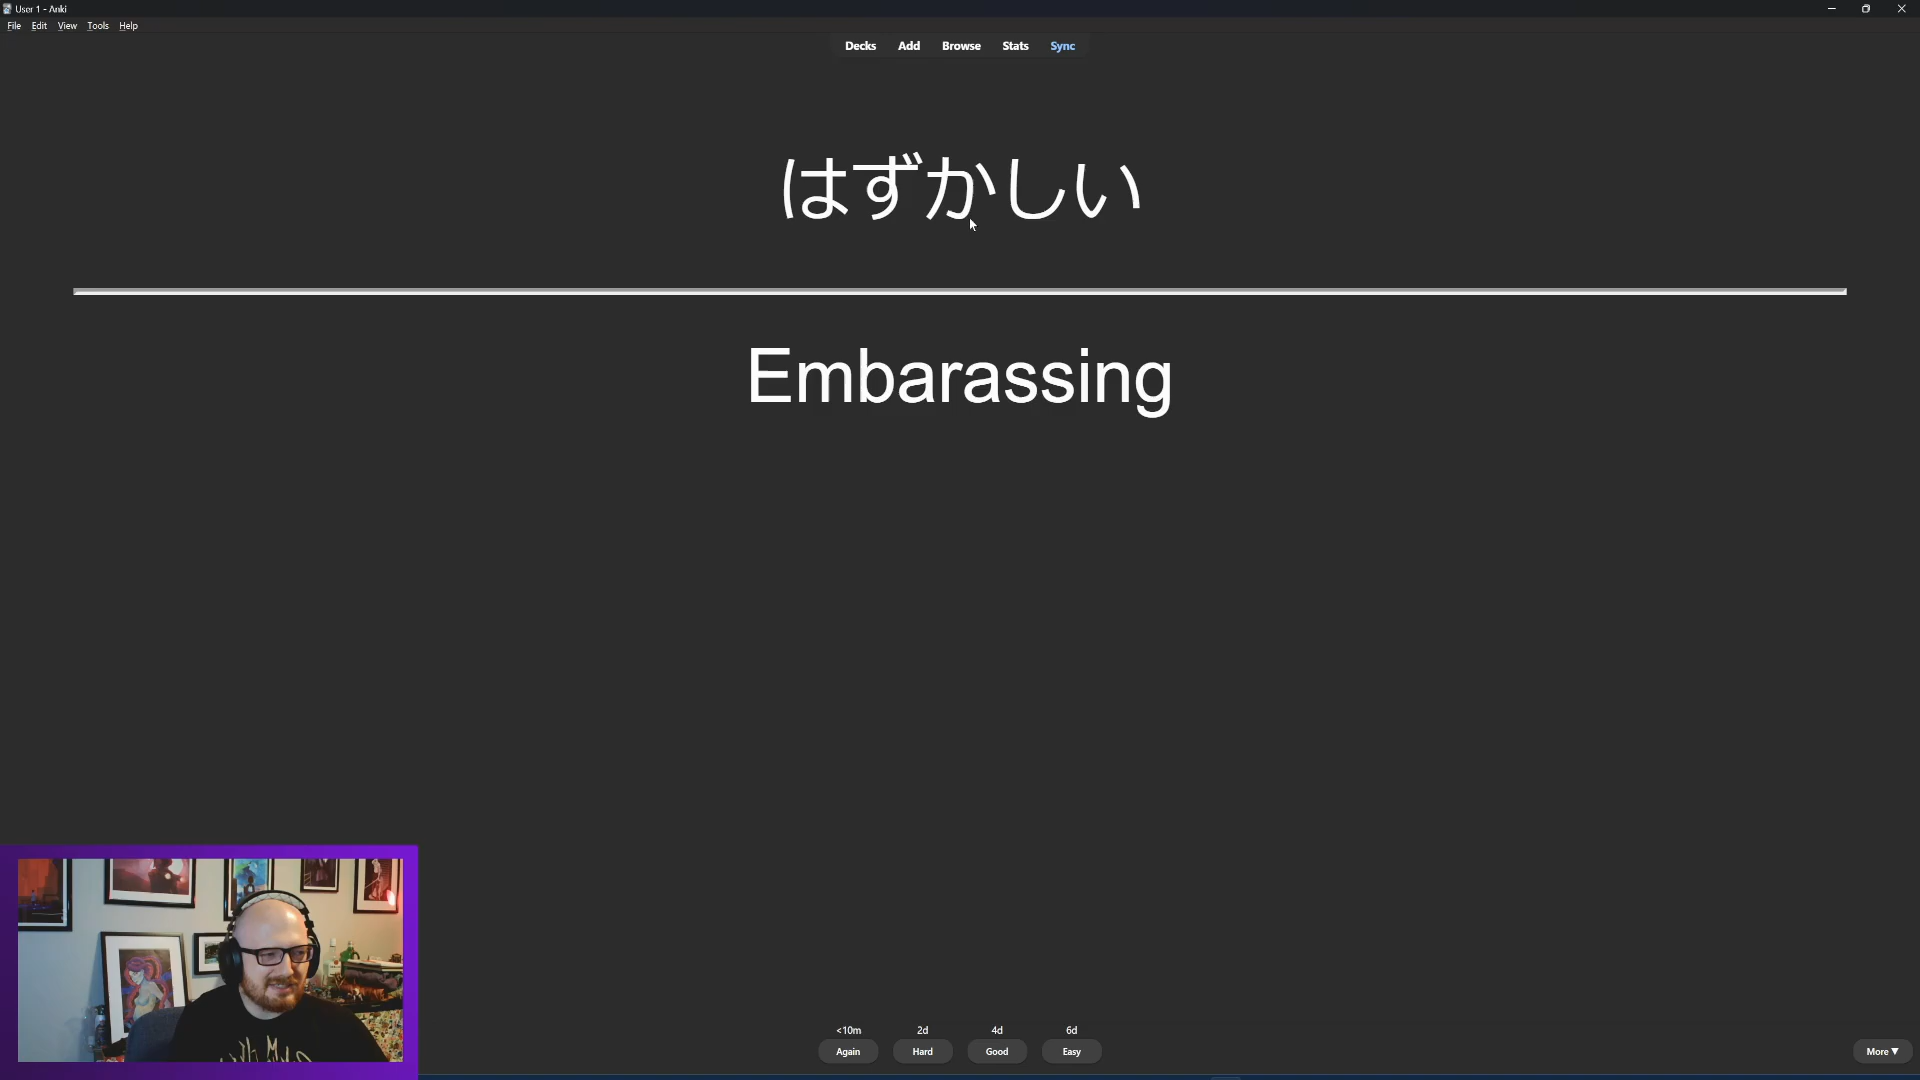 User 1 - Anki
File Edit View Tools Help
Decks Add Browse Stats Sync
はずかしい
Embarassing
<10m 2d 4d 6d
Again Hard Good Easy
More ▼